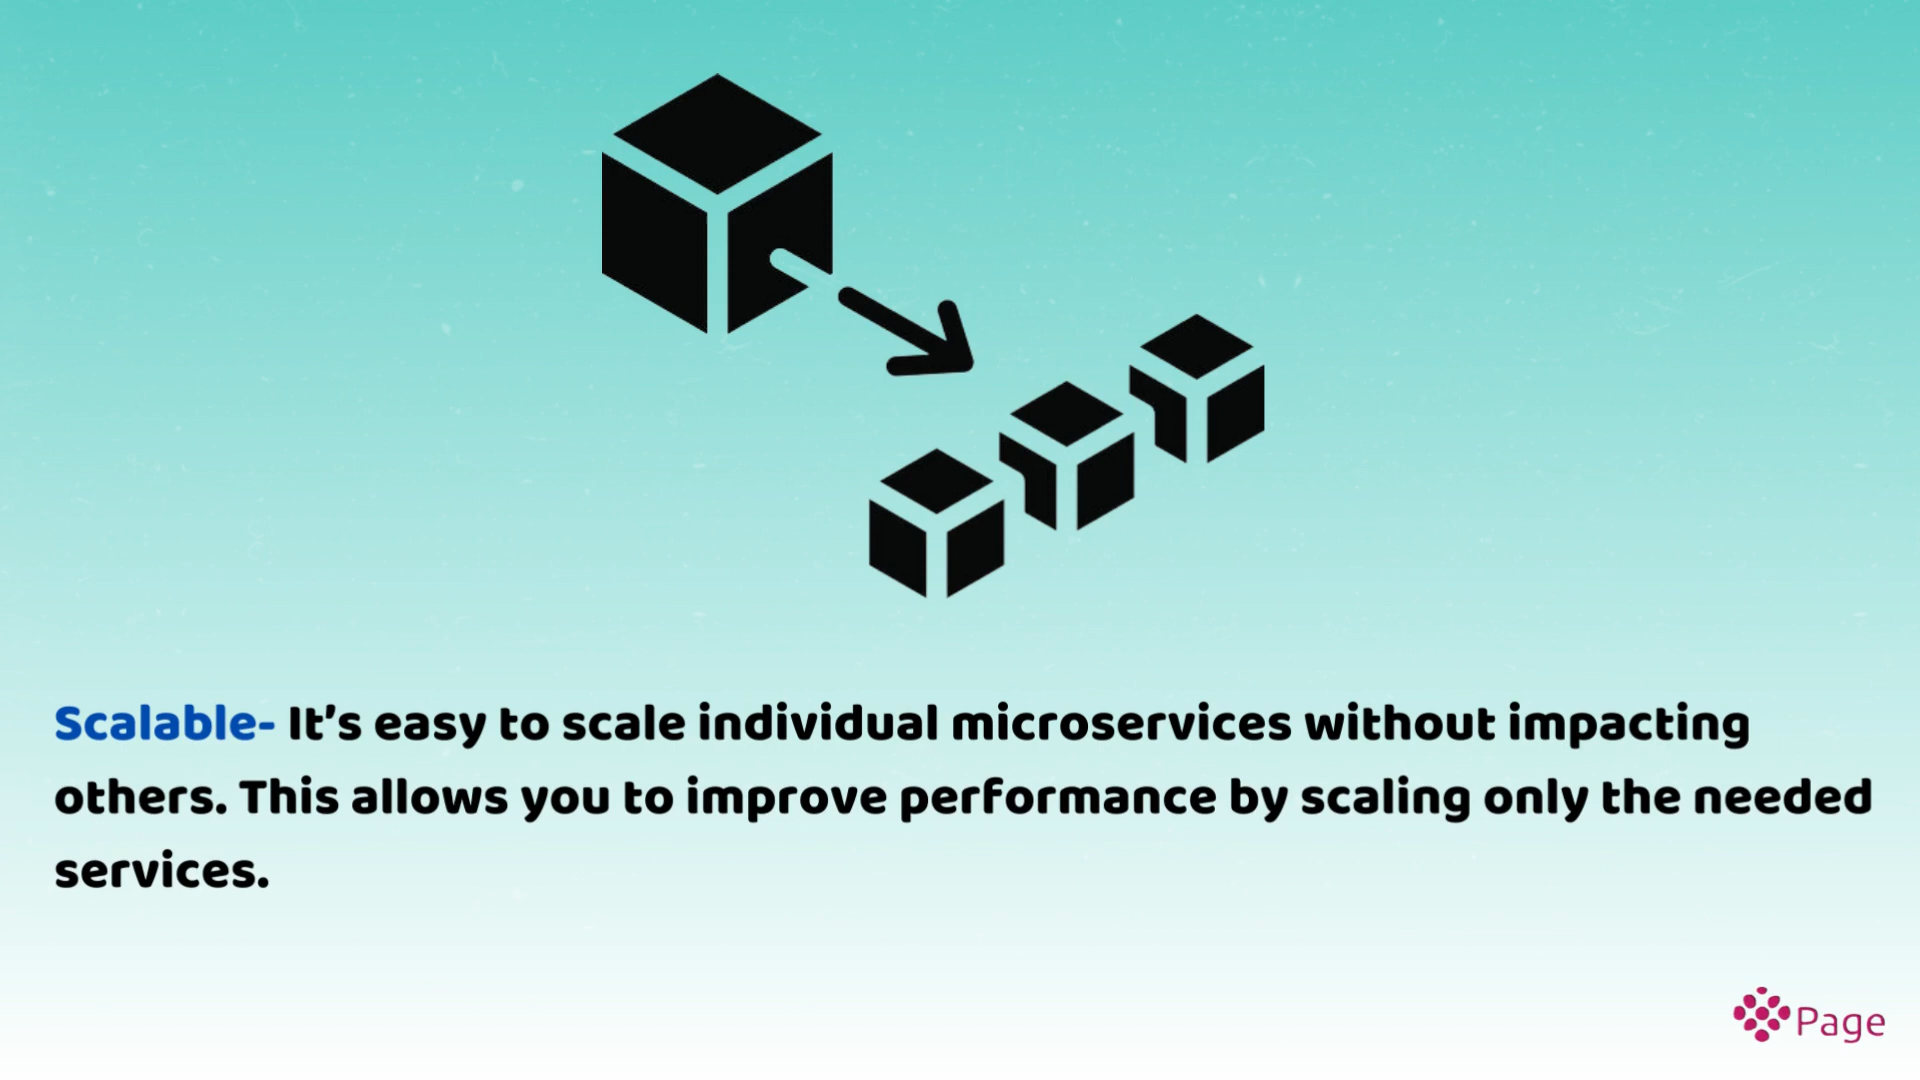 Scalable- It's easy to scale individual microservices without impacting
others. This allows you to improve performance by scaling only the needed
services.
Page